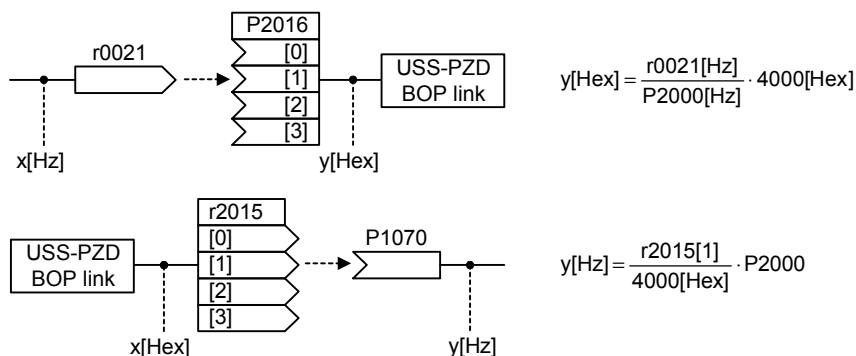 P2016
r0021
[0]
[1]
[2]
[3]
USS-PZD
BOP link
x[Hz]
y[Hex]
y[Hex] = r0021[Hz] / P2000[Hz] · 4000[Hex]
r2015
[0]
[1]
[2]
[3]
USS-PZD
BOP link
P1070
x[Hex]
y[Hz]
y[Hz] = r2015[1] / 4000[Hex] · P2000